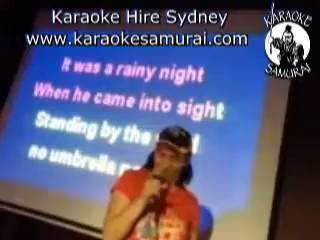 Karaoke Hire Sydney
www.karaokesamurai.com
KARAOKE
SAMURAI
It was a rainy night
When he came into sight
Standing by the
no umbrella